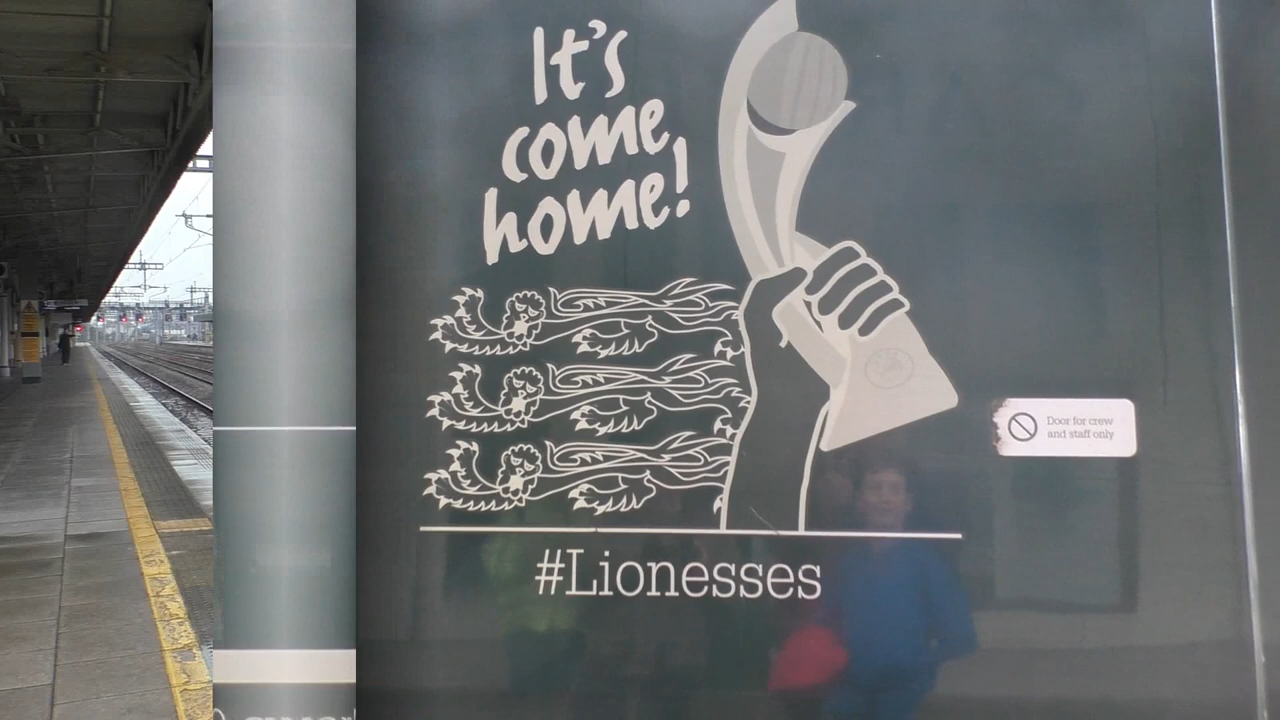 It's
come
home!
#Lionesses
Door for crew
and staff only